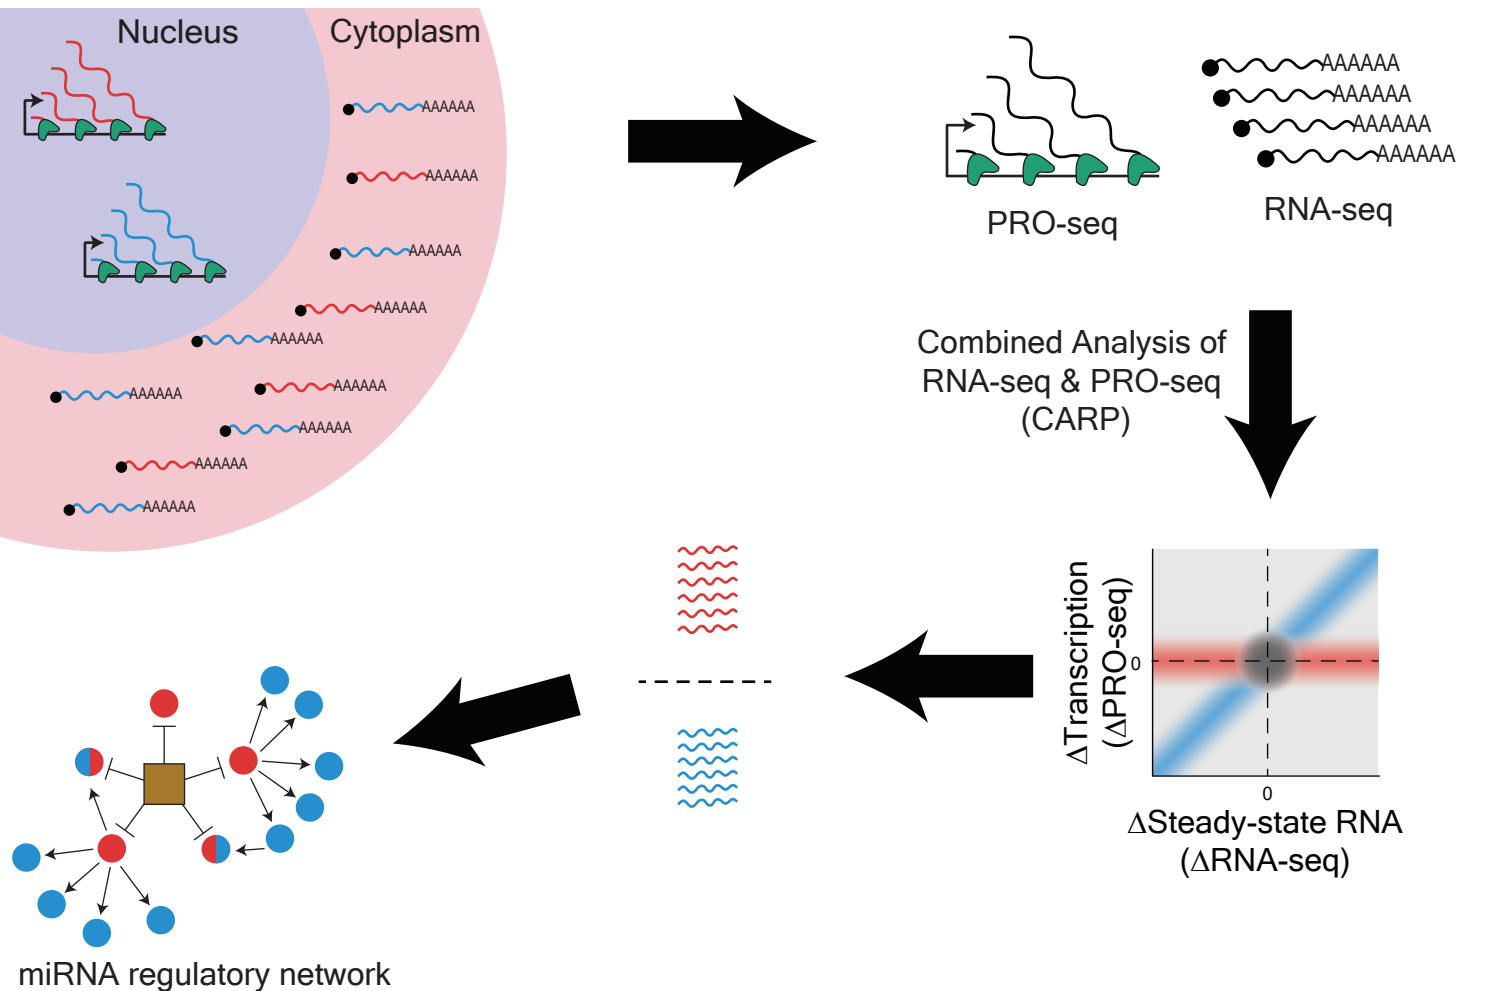 Nucleus
Cytoplasm
AAAAAA
AAAAAA
AAAAAA
AAAAAA
AAAAAA
AAAAAA
AAAAAA
AAAAAA
AAAAAA
AAAAAA
PRO-seq
AAAAAA
AAAAAA
AAAAAA
AAAAAA
RNA-seq
Combined Analysis of
RNA-seq & PRO-seq
(CARP)
ΔTranscription
(ΔPRO-seq)
0
0
ΔSteady-state RNA
(ΔRNA-seq)
miRNA regulatory network